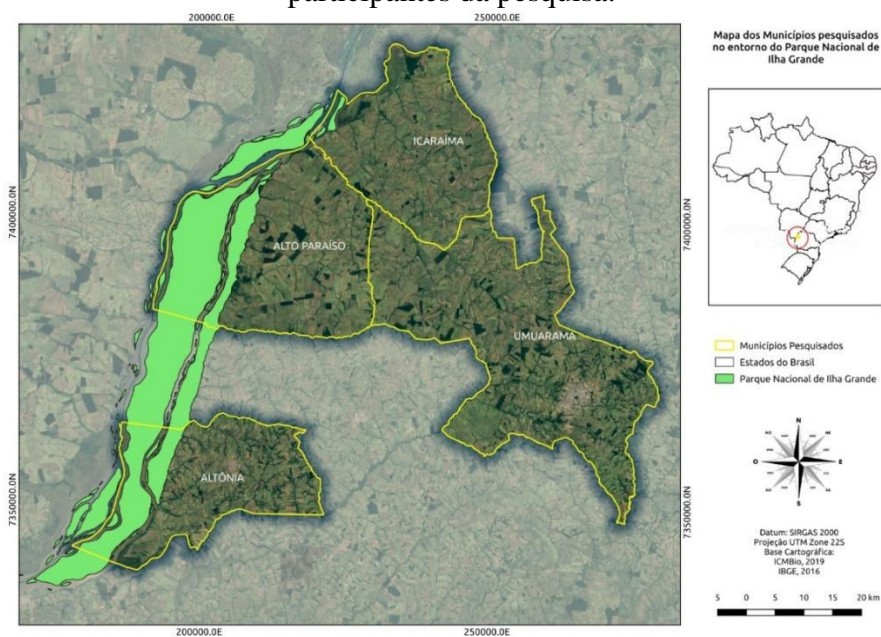 participantes da pesquisa.
200000.0E
250000.0E
Mapa dos Municípios pesquisados
no entorno do Parque Nacional de
Ilha Grande
ICARAÍMA
7400000.0N
7400000.0N
ALTO PARAÍSO
UMUARAMA
Municípios Pesquisados
Estados do Brasil
Parque Nacional de Ilha Grande
ALTÔNIA
N
O
E
S
7350000.0N
7350000.0N
Datum: SIRGAS 2000
Projeção UTM Zone 22S
Base Cartográfica:
ICMBio, 2019
IBGE, 2016
5 0 5 10 15 20 km
200000.0E
250000.0E